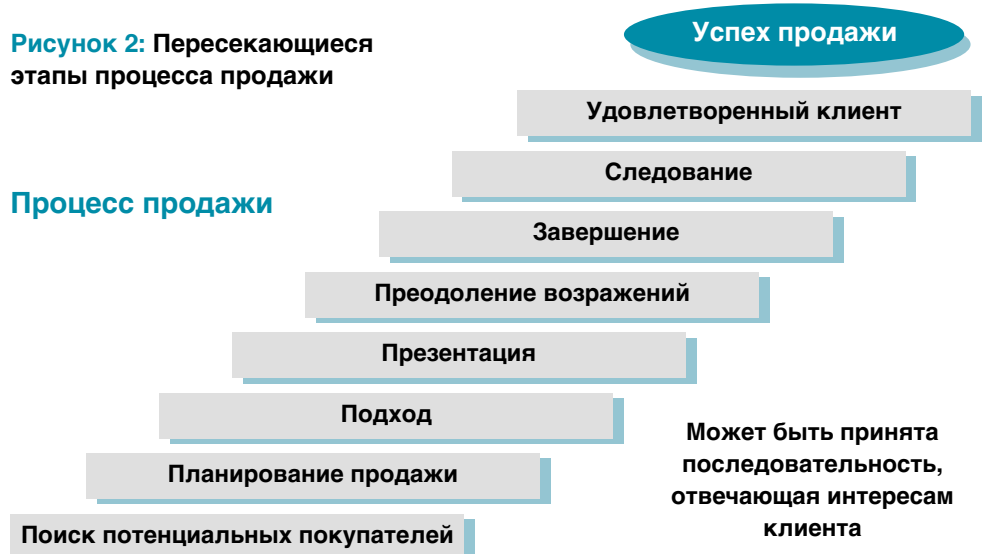 Рисунок 2: Пересекающиеся
этапы процесса продажи
Успех продажи
Удовлетворенный клиент
Следование
Процесс продажи
Завершение
Преодоление возражений
Презентация
Подход
Планирование продажи
Поиск потенциальных покупателей
Может быть принята
последовательность,
отвечающая интересам
клиента